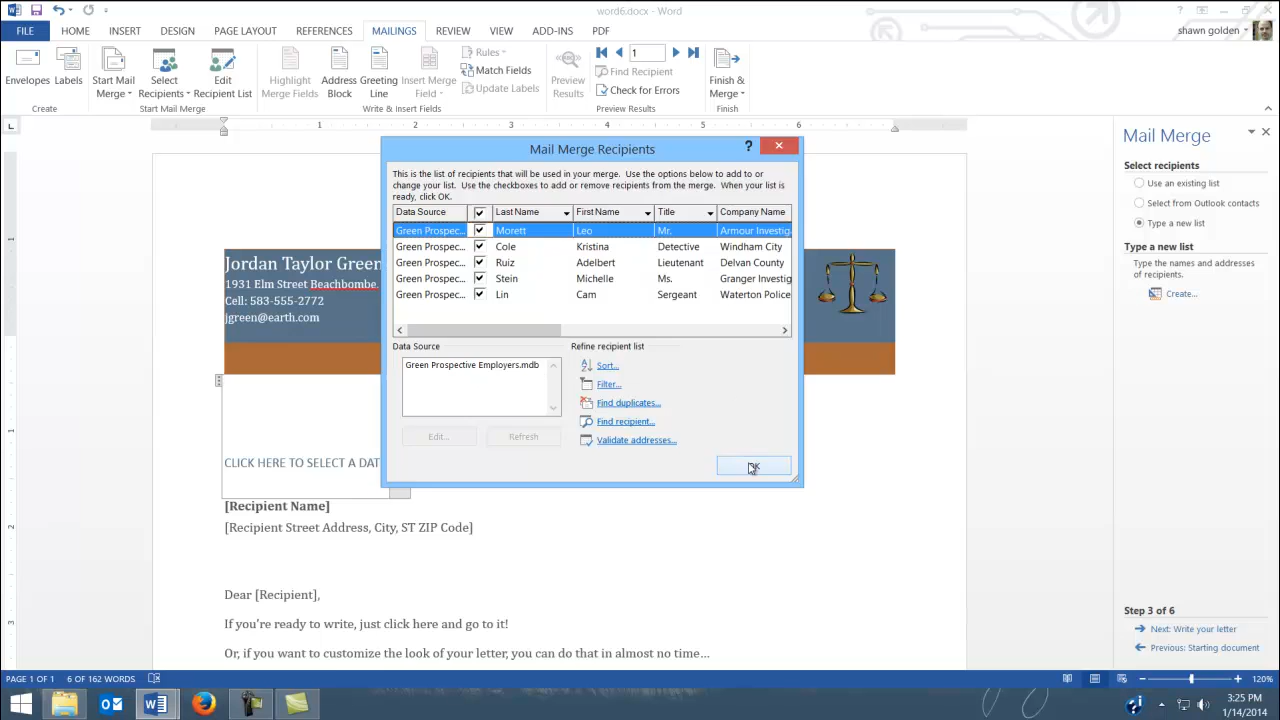 word6.docx - Word
shawn golden
FILE HOME INSERT DESIGN PAGE LAYOUT REFERENCES MAILINGS REVIEW VIEW ADD-INS PDF
Envelopes Labels
Start Mail Merge
Select Recipients
Edit Recipient List
Highlight Merge Fields
Address Block
Greeting Line
Insert Merge Field
Rules
Match Fields
Update Labels
Preview Results
1
Find Recipient
Check for Errors
Finish & Merge
Create Start Mail Merge Write & Insert Fields Preview Results Finish
1 2 3 4 5 6
Mail Merge Recipients
This is the list of recipients that will be used in your merge. Use the options below to add to or
change your list. Use the checkboxes to add or remove recipients from the merge. When your list is
ready, click OK.
Data Source Last Name First Name Title Company Name
Green Prospec... Morett Leo Mr. Armour Investig
Green Prospec... Cole Kristina Detective Windham City
Green Prospec... Ruiz Adelbert Lieutenant Delvan County
Green Prospec... Stein Michelle Ms. Granger Investig
Green Prospec... Lin Cam Sergeant Waterton Police
Data Source
Green Prospective Employers.mdb
Edit... Refresh
Refine recipient list
Sort...
Filter...
Find duplicates...
Find recipient...
Validate addresses...
Jordan Taylor Green
1931 Elm Street Beachbombe,
Cell: 583-555-2772
jgreen@earth.com
CLICK HERE TO SELECT A DAT
[Recipient Name]
[Recipient Street Address, City, ST ZIP Code]
Dear [Recipient],
If you're ready to write, just click here and go to it!
Or, if you want to customize the look of your letter, you can do that in almost no time…
1
1
2
3
Mail Merge
Select recipients
Use an existing list
Select from Outlook contacts
Type a new list
Type a new list
Type the names and addresses
of recipients.
Create...
Step 3 of 6
Next: Write your letter
Previous: Starting document
PAGE 1 OF 1 6 OF 162 WORDS 120%
3:25 PM
1/14/2014